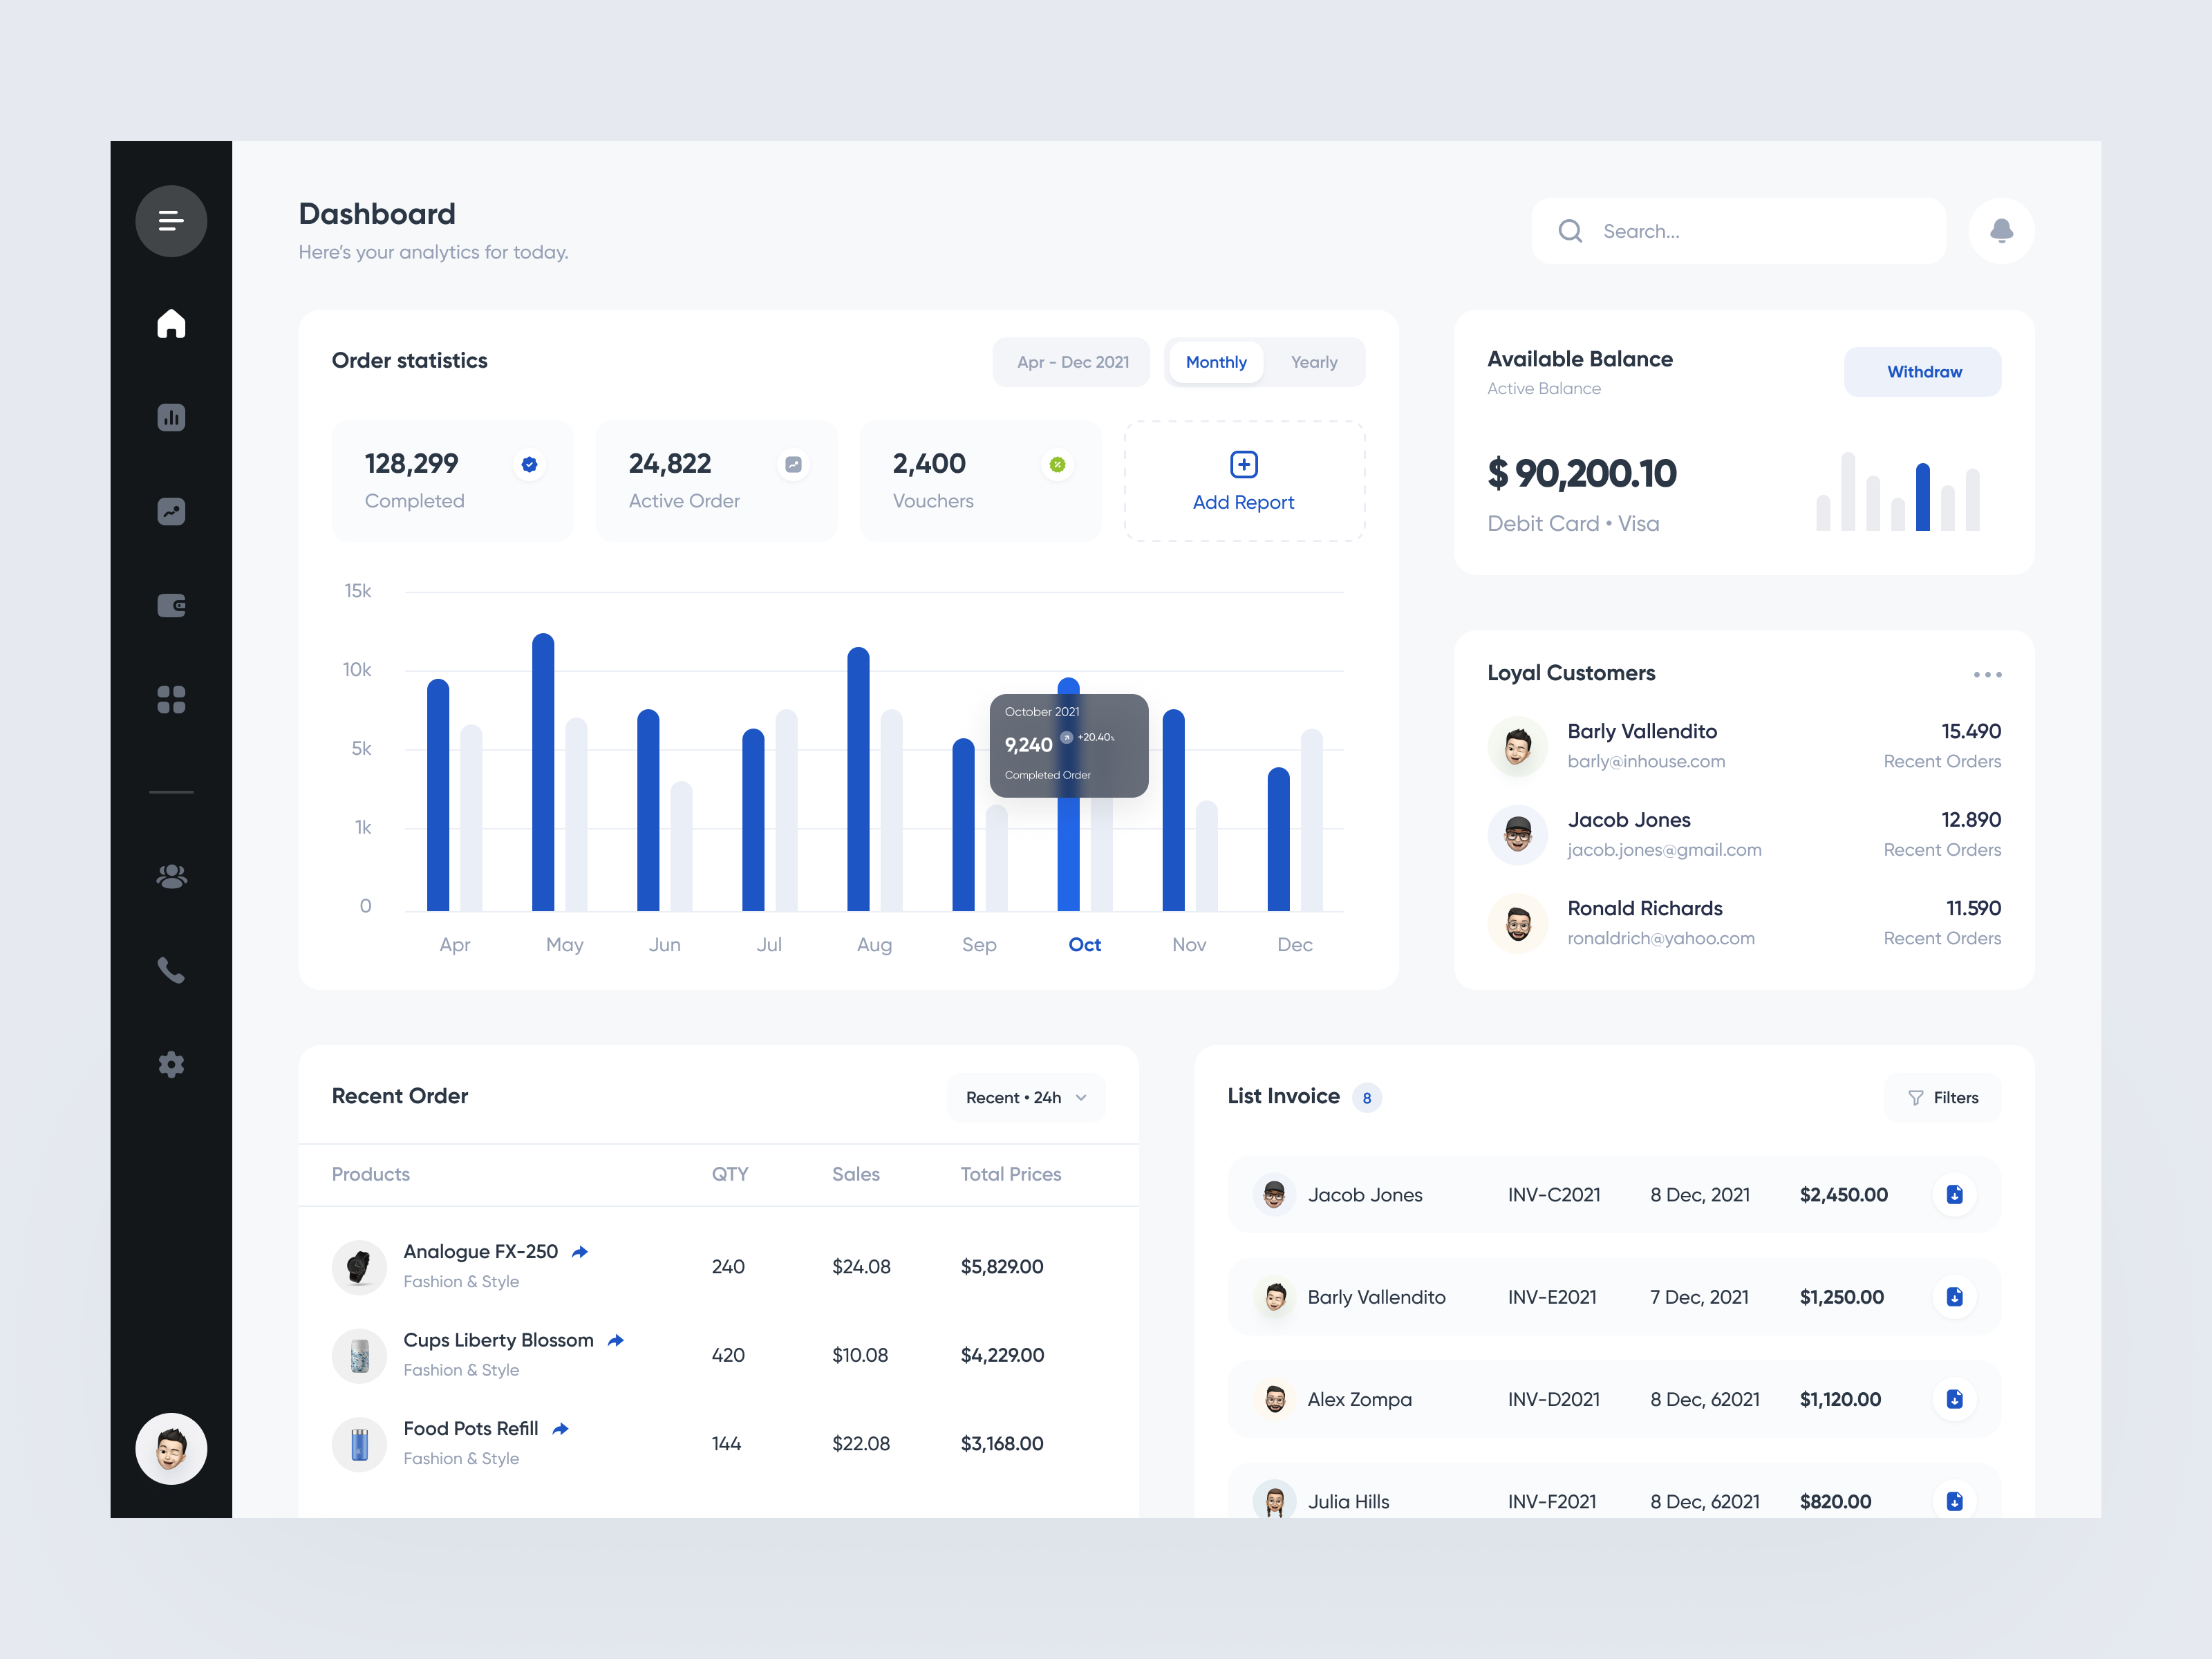 Dashboard
Here's your analytics for today.
Search...
Order statistics
Apr - Dec 2021
Monthly
Yearly
128,299
Completed
24,822
Active Order
2,400
Vouchers
Add Report
15k
10k
5k
1k
0
October 2021
9,240 +20.40%
Completed Order
Apr May Jun Jul Aug Sep Oct Nov Dec
Available Balance
Active Balance
Withdraw
$ 90,200.10
Debit Card • Visa
Loyal Customers
Barly Vallendito 15.490
barly@inhouse.com Recent Orders
Jacob Jones 12.890
jacob.jones@gmail.com Recent Orders
Ronald Richards 11.590
ronaldrich@yahoo.com Recent Orders
Recent Order
Recent • 24h
Products QTY Sales Total Prices
Analogue FX-250
Fashion & Style
240 $24.08 $5,829.00
Cups Liberty Blossom
Fashion & Style
420 $10.08 $4,229.00
Food Pots Refill
Fashion & Style
144 $22.08 $3,168.00
List Invoice 8
Filters
Jacob Jones INV-C2021 8 Dec, 2021 $2,450.00
Barly Vallendito INV-E2021 7 Dec, 2021 $1,250.00
Alex Zompa INV-D2021 8 Dec, 62021 $1,120.00
Julia Hills INV-F2021 8 Dec, 62021 $820.00